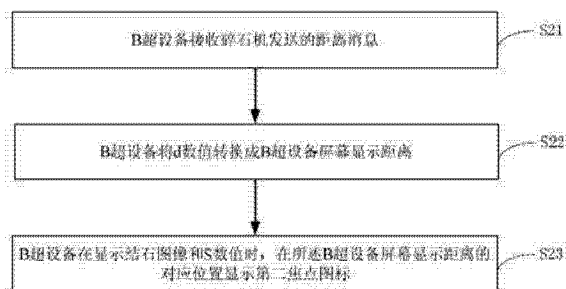 B超设备接收碎石机发送的距离消息
S21
B超设备将d数值转换成B超设备屏幕显示距离
S22
B超设备在显示结石图像和S数值时，在所述B超设备屏幕显示距离的
对应位置显示第二焦点图标
S23